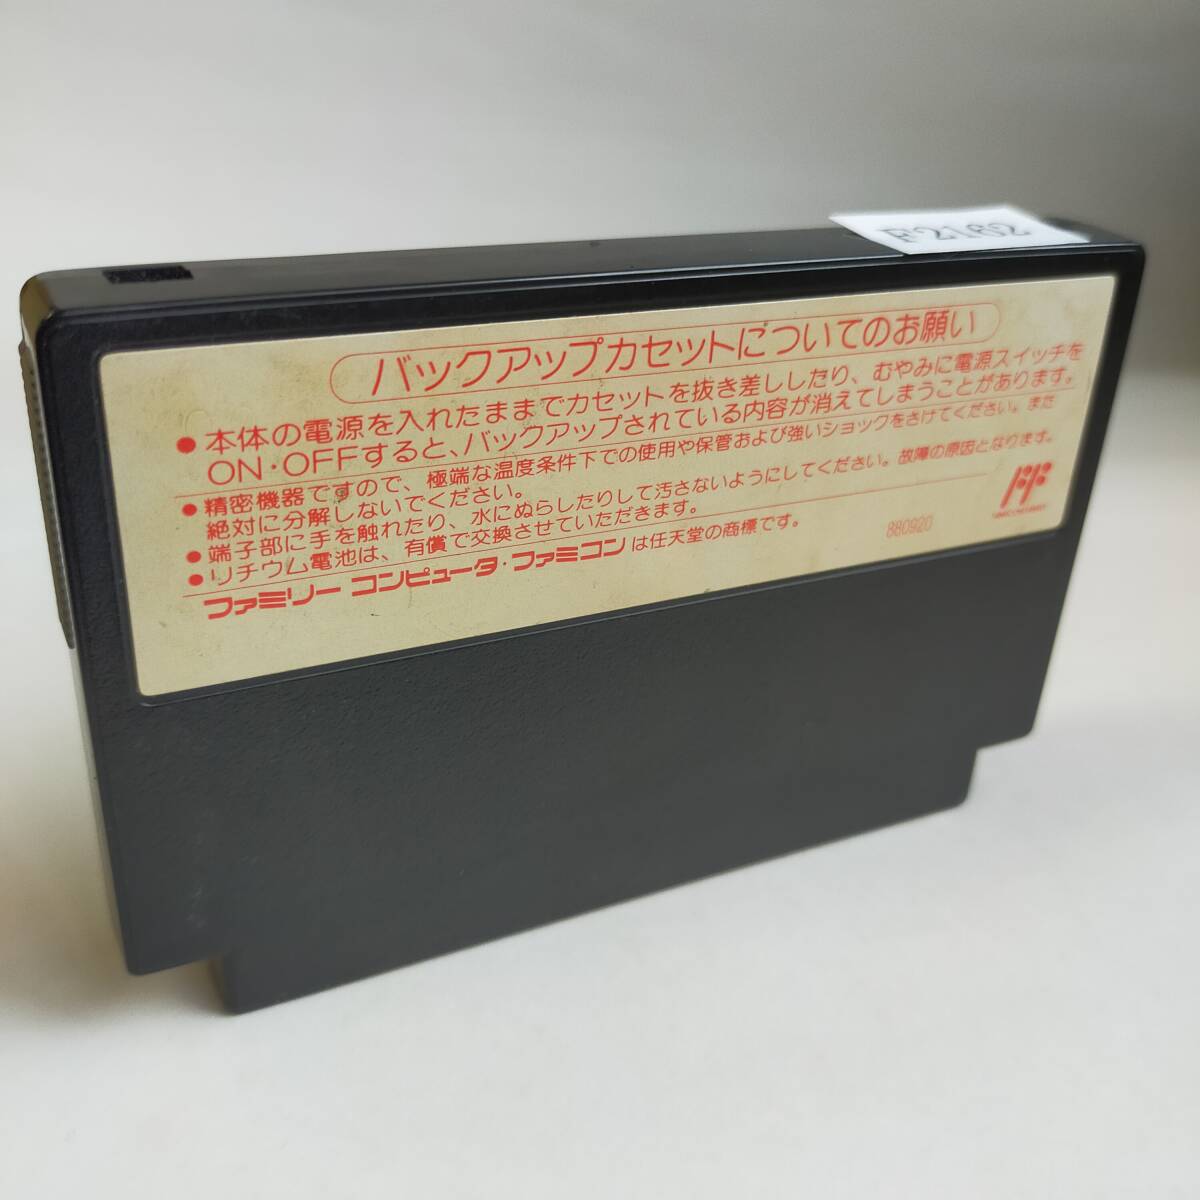 F2162
バックアップカセットについてのお願い
●本体の電源を入れたままでカセットを抜き差ししたり、むやみに電源スイッチを
ON・OFFすると、バックアップされている内容が消えてしまうことがあります。
●精密機器ですので、極端な温度条件下での使用や保管および強いショックをさけてください。また
絶対に分解しないでください。
●端子部に手を触れたり、水にぬらしたりして汚さないようにしてください。故障の原因となります。
●リチウム電池は、有償で交換させていただきます。
ファミリー コンピュータ・ファミコンは任天堂の商標です。
880920